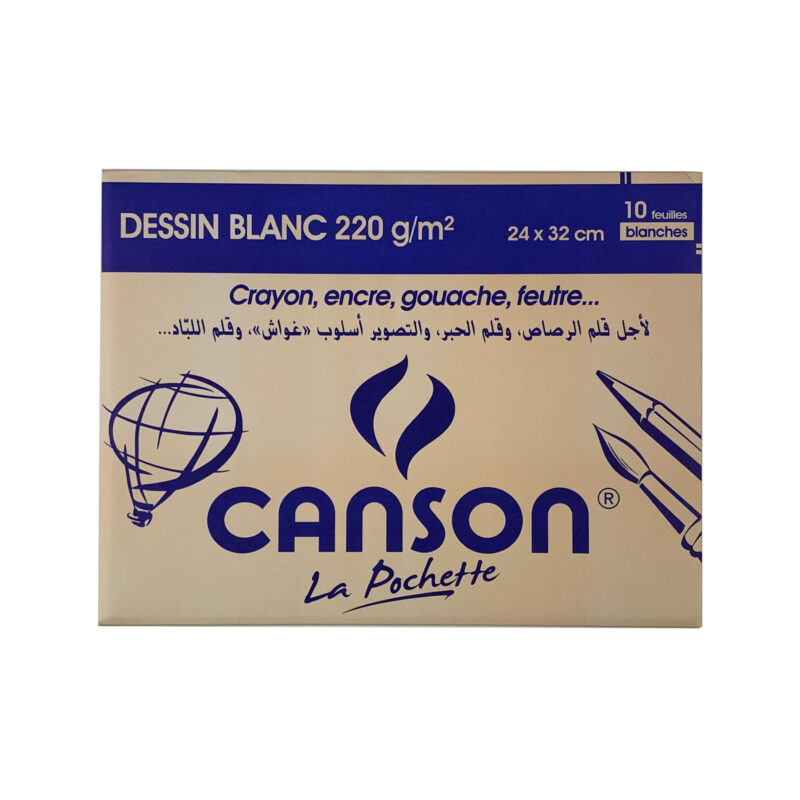 DESSIN BLANC 220 g/m² 24 x 32 cm
10 feuilles
blanches
Crayon, encre, gouache, feutre...
لأجل قلم الرصاص، وقلم الحبر، والتصوير أسلوب «غواش»، وقلم اللبّاد...
CANSON®
La Pochette